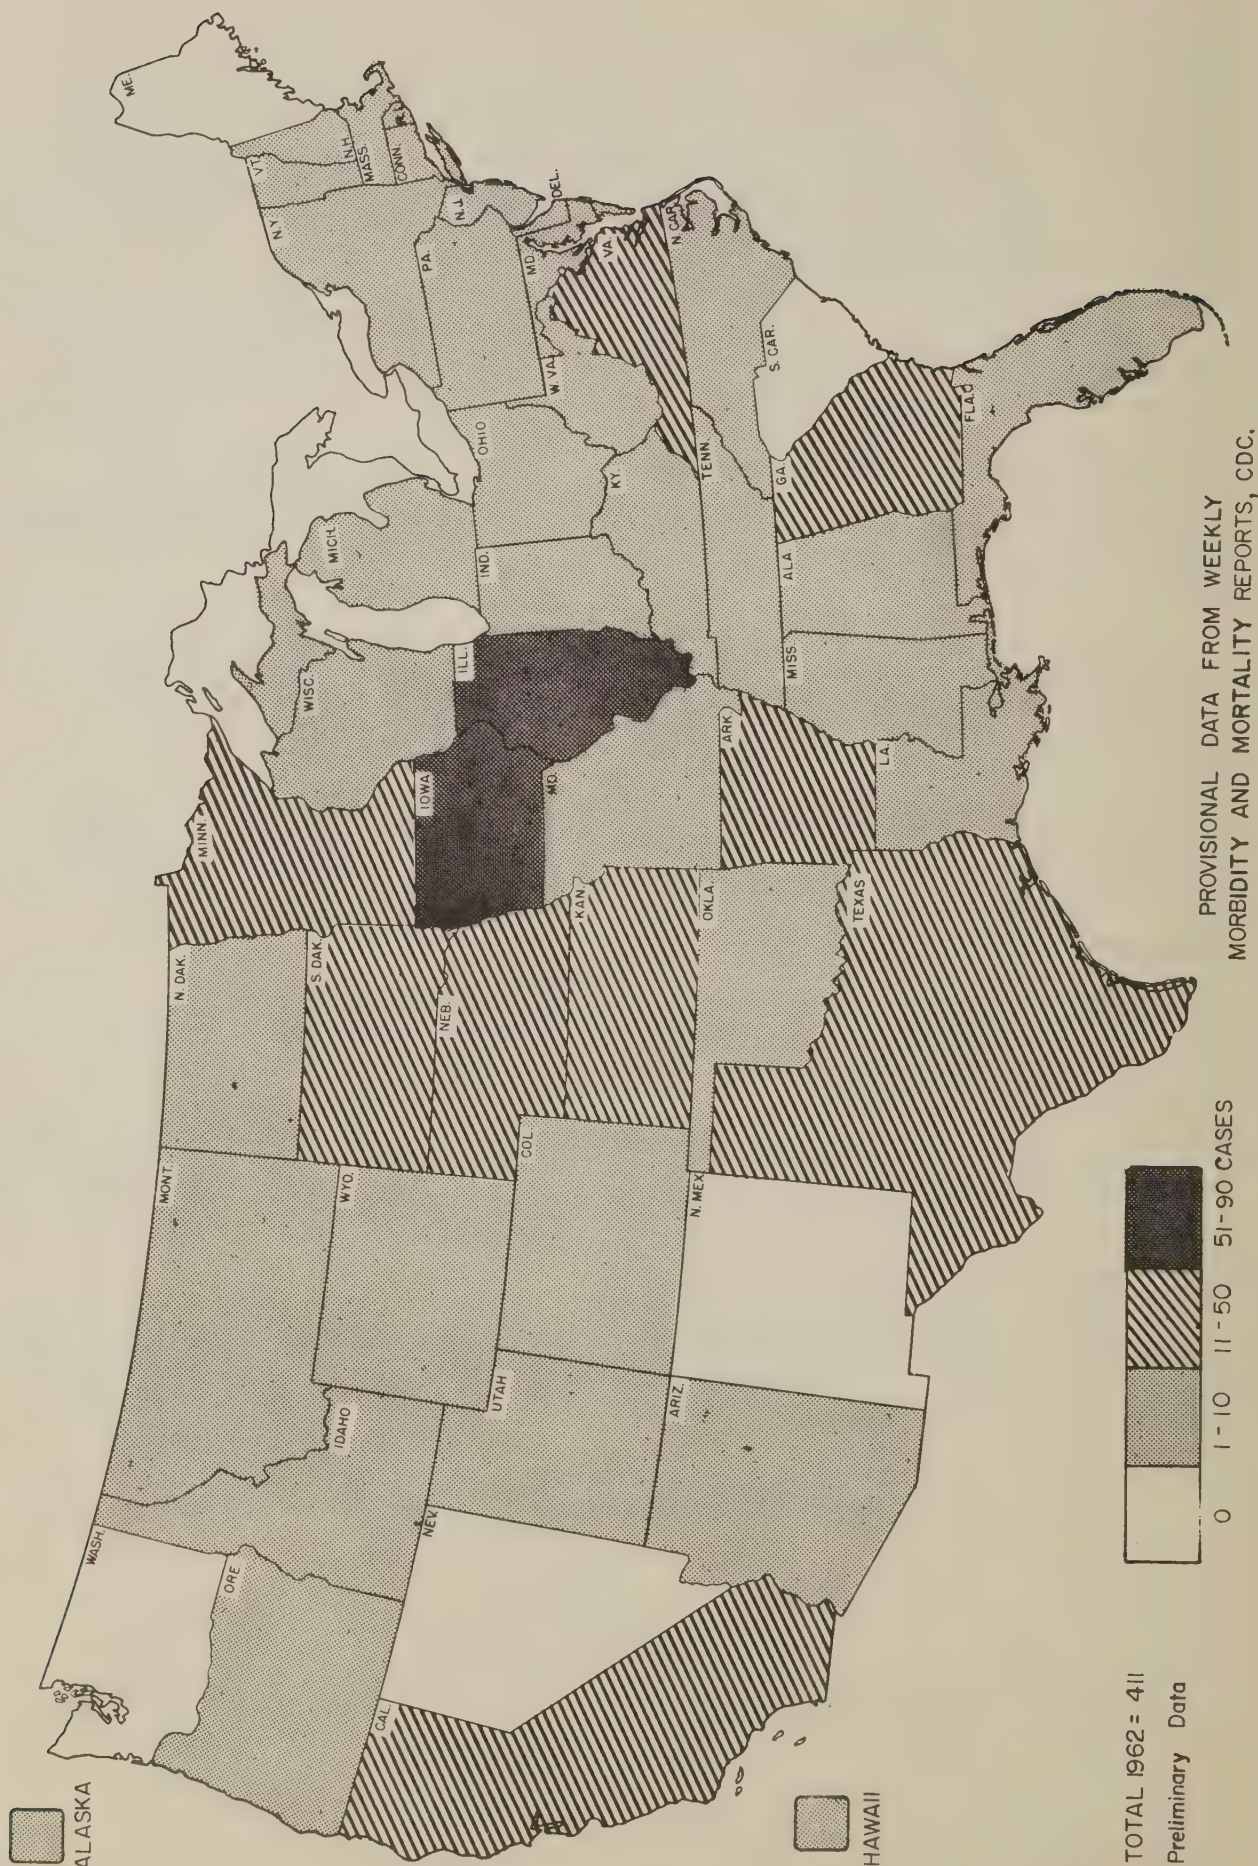 ALASKA
HAWAII
WASH.
ORE.
CAL.
NEV.
IDAHO
MONT.
WYO.
UTAH
ARIZ.
COL.
N. MEX.
N. DAK.
S. DAK.
NEB.
KAN.
OKLA.
TEXAS
MINN.
IOWA
MO.
ARK.
LA.
WISC.
ILL.
MICH.
IND.
OHIO
KY.
TENN.
MISS.
ALA
GA.
FLA.
S. CAR.
N. CAR.
VA.
W. VA.
MD.
DEL.
PA.
N.J.
N.Y.
CONN.
R.I.
MASS.
VT.
N.H.
ME.
TOTAL 1962 = 411
Preliminary Data
0 1-10 11-50 51-90 CASES
PROVISIONAL DATA FROM WEEKLY
MORBIDITY AND MORTALITY REPORTS, CDC.